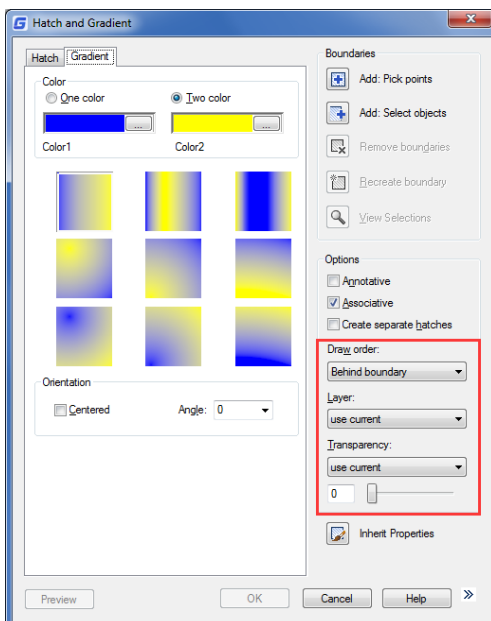 Hatch and Gradient
Hatch Gradient
Color
One color Two color
... ...
Color1 Color2
Orientation
Centered Angle: 0
Boundaries
Add: Pick points
Add: Select objects
Remove boundaries
Recreate boundary
View Selections
Options
Annotative
Associative
Create separate hatches
Draw order:
Behind boundary
Layer:
use current
Transparency:
use current
0
Inherit Properties
Preview OK Cancel Help